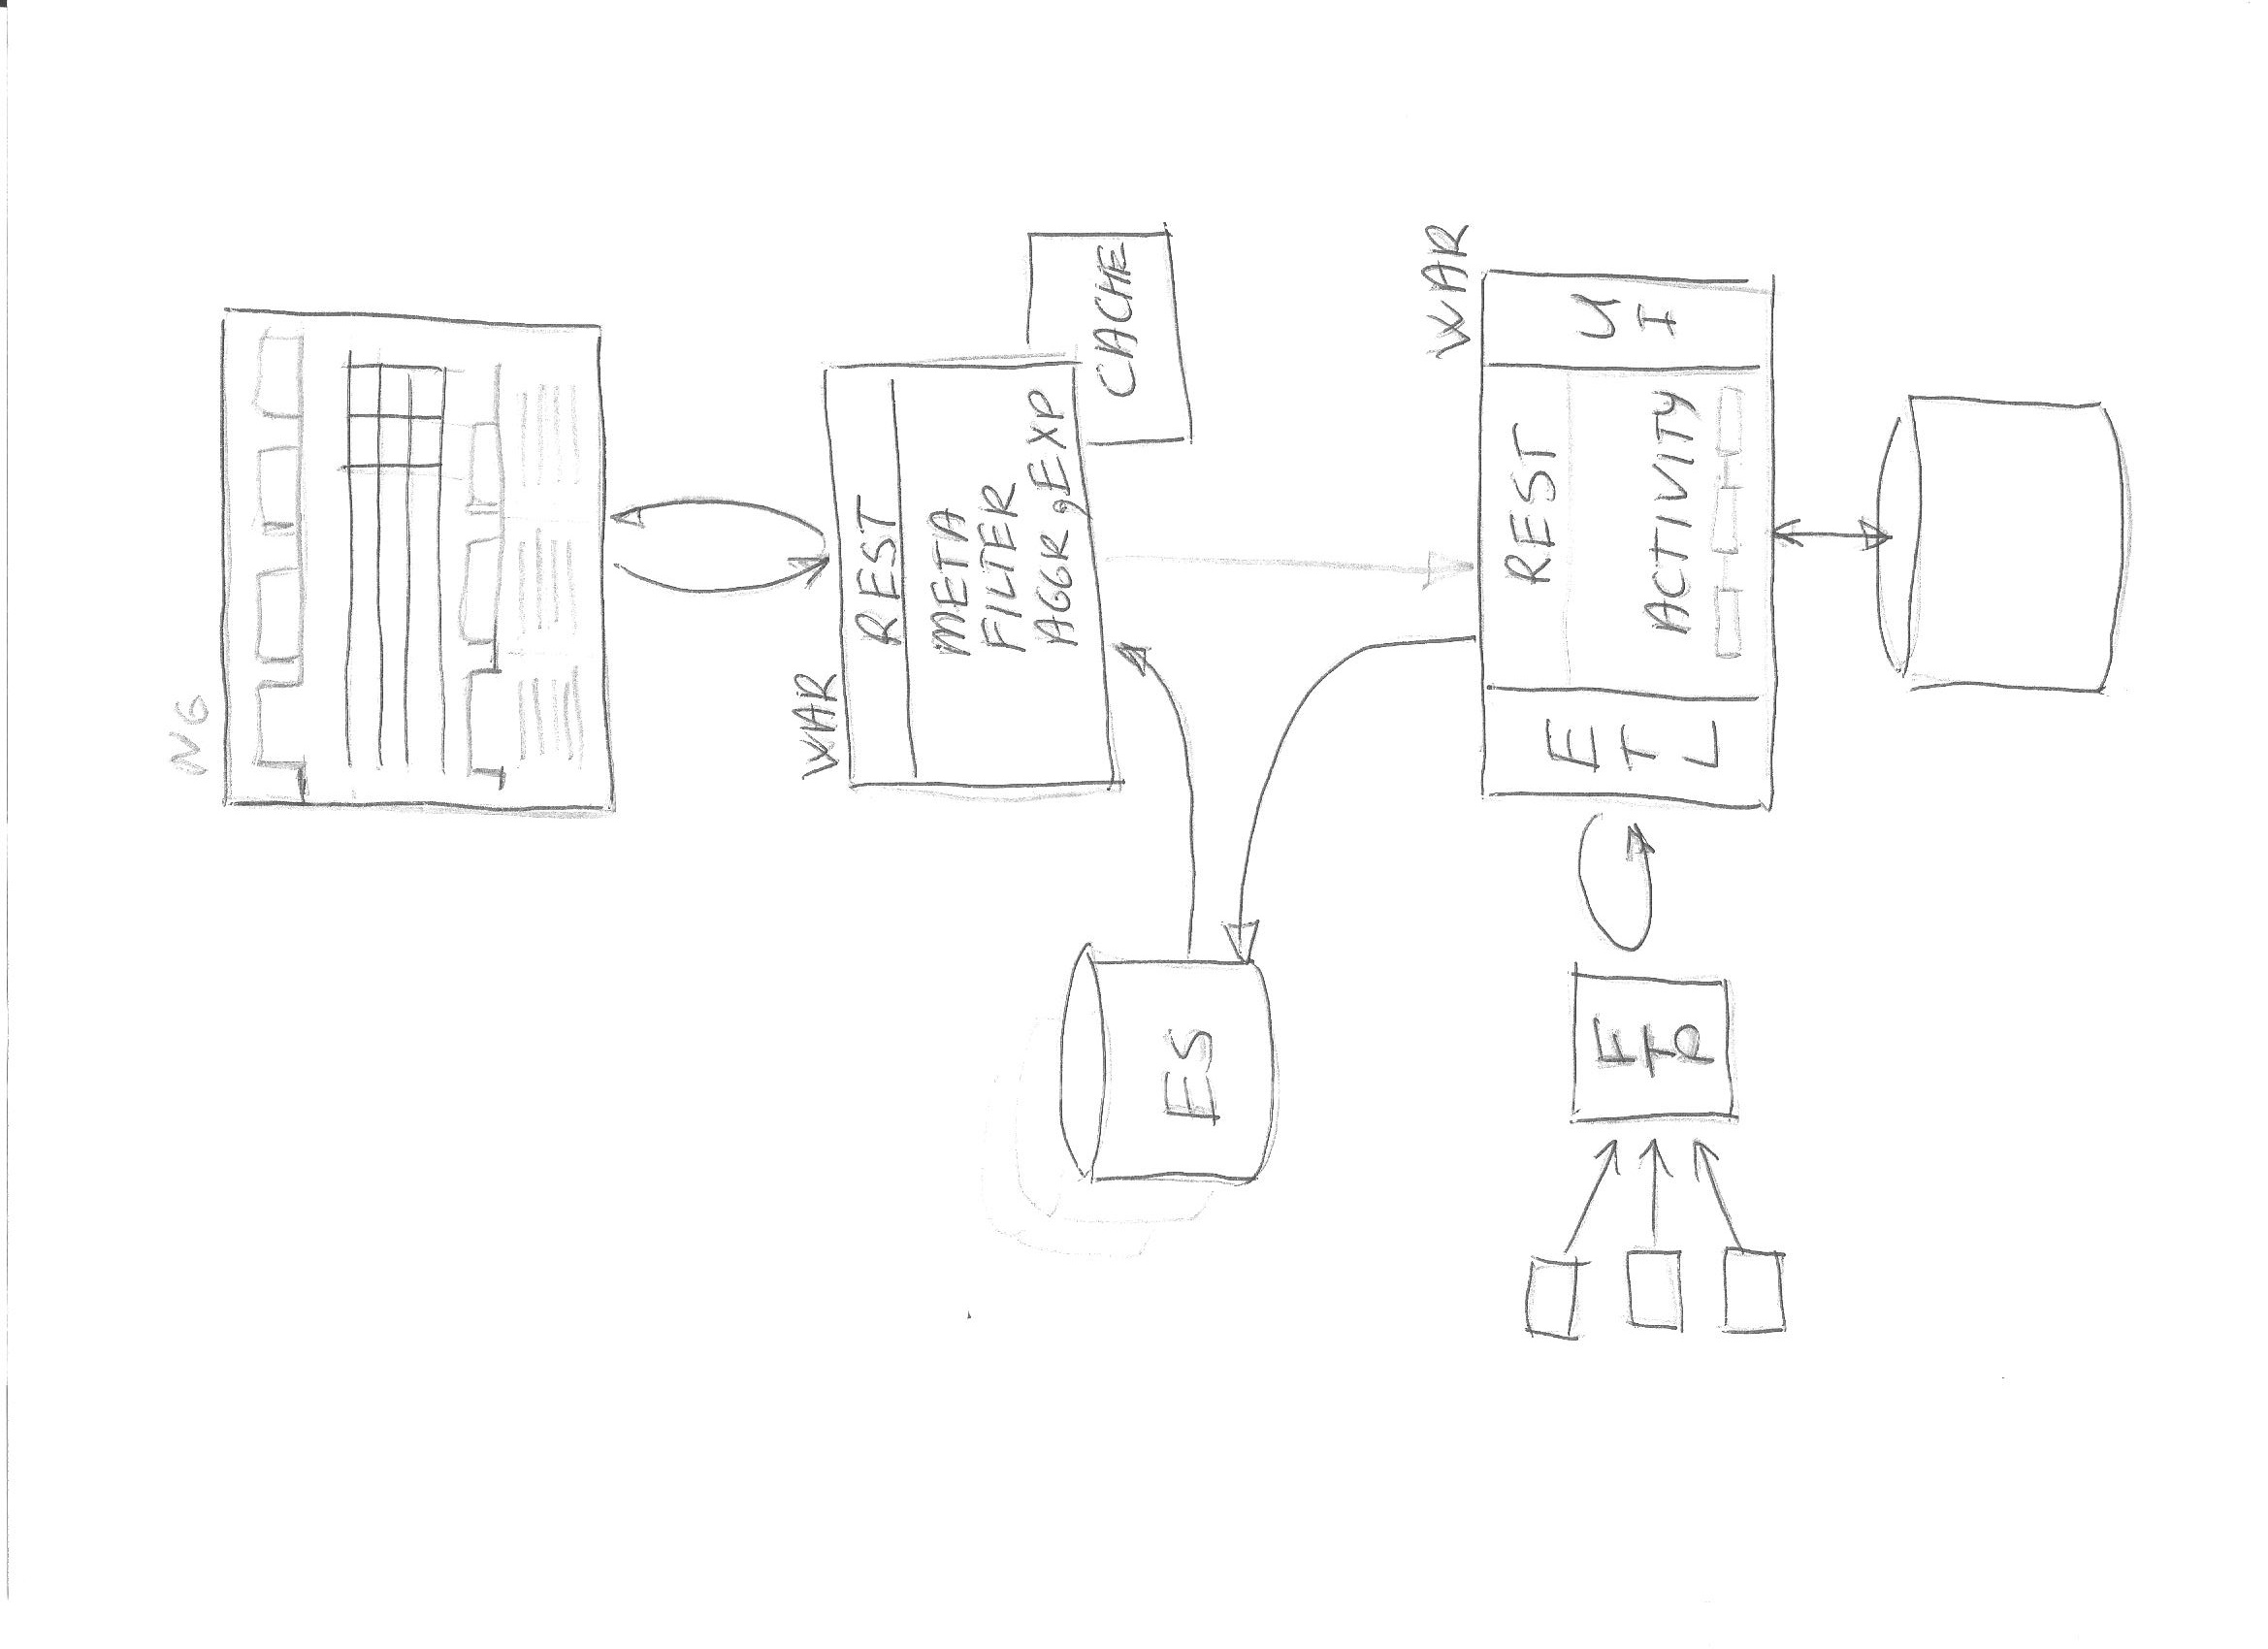 NG
WAR
REST
META
FILTER
AGGR, EXP
CACHE
ES
WAR
REST
ACTIVITY
UI
ETL
FTP